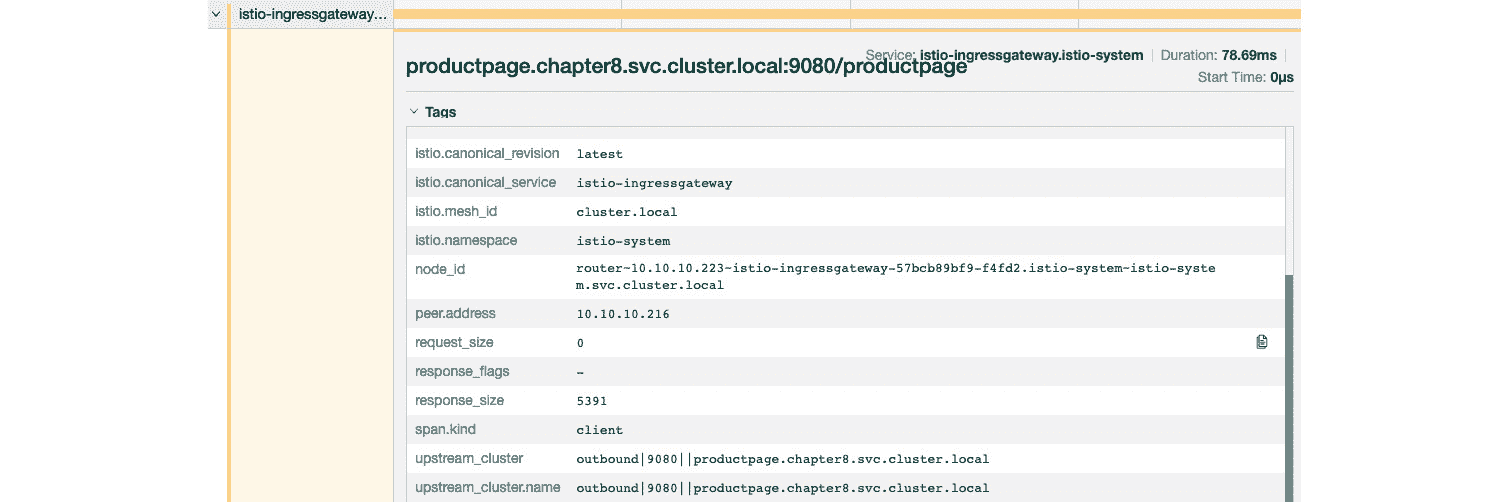 istio-ingressgateway...
Service: istio-ingressgateway.istio-system Duration: 78.69ms
productpage.chapter8.svc.cluster.local:9080/productpage
Start Time: 0μs
Tags
istio.canonical_revision latest
istio.canonical_service istio-ingressgateway
istio.mesh_id cluster.local
istio.namespace istio-system
node_id router~10.10.10.223~istio-ingressgateway-57bcb89bf9-f4fd2.istio-system~istio-syste
m.svc.cluster.local
peer.address 10.10.10.216
request_size 0
response_flags -
response_size 5391
span.kind client
upstream_cluster outbound|9080||productpage.chapter8.svc.cluster.local
upstream_cluster.name outbound|9080||productpage.chapter8.svc.cluster.local